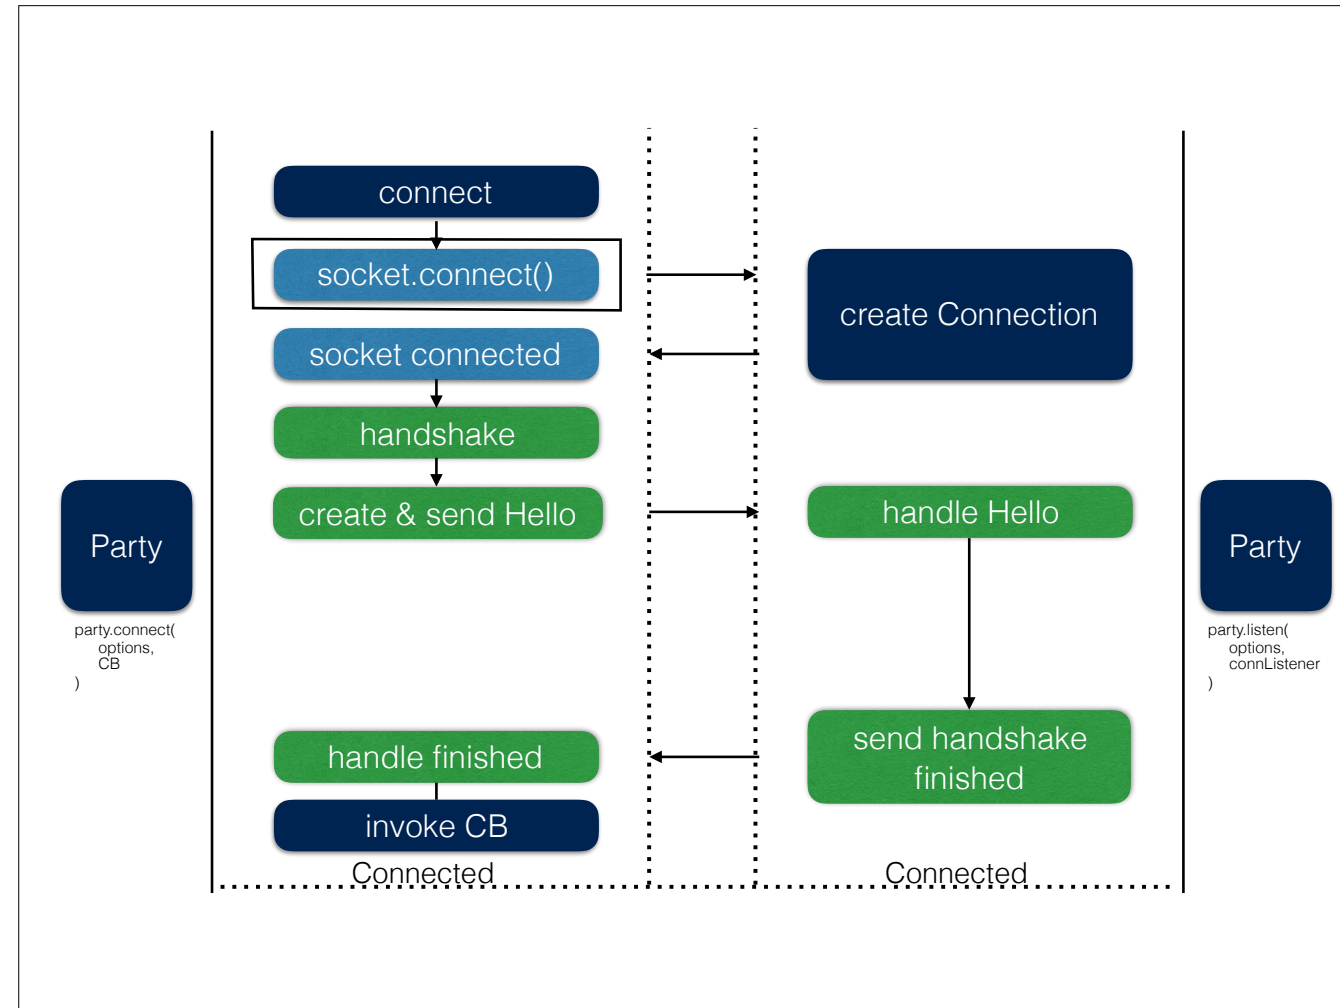 connect
socket.connect()
create Connection
socket connected
handshake
create & send Hello
handle Hello
Party
party.connect(
options,
CB
)
Party
party.listen(
options,
connListener
)
send handshake
finished
handle finished
invoke CB
Connected
Connected